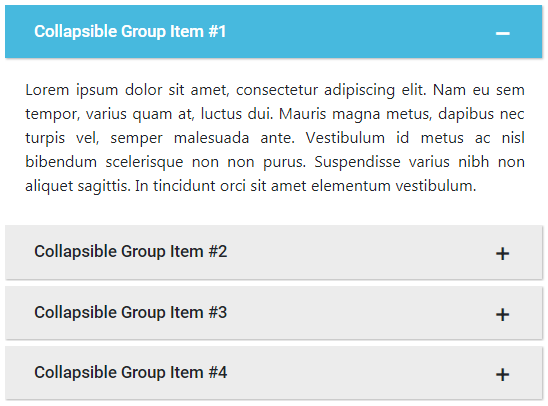 Collapsible Group Item #1
Lorem ipsum dolor sit amet, consectetur adipiscing elit. Nam eu sem
tempor, varius quam at, luctus dui. Mauris magna metus, dapibus nec
turpis vel, semper malesuada ante. Vestibulum id metus ac nisl
bibendum scelerisque non non purus. Suspendisse varius nibh non
aliquet sagittis. In tincidunt orci sit amet elementum vestibulum.
Collapsible Group Item #2
Collapsible Group Item #3
Collapsible Group Item #4